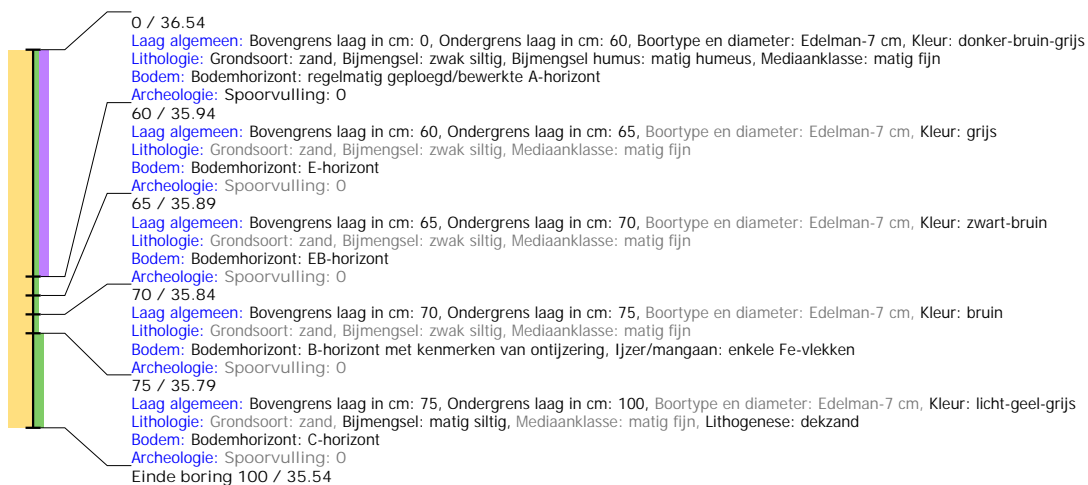 0 / 36.54
Laag algemeen: Bovengrens laag in cm: 0, Ondergrens laag in cm: 60, Boortype en diameter: Edelman-7 cm, Kleur: donker-bruin-grijs
Lithologie: Grondsoort: zand, Bijmengsel: zwak siltig, Bijmengsel humus: matig humeus, Mediaanklasse: matig fijn
Bodem: Bodemhorizont: regelmatig geploegd/bewerkte A-horizont
Archeologie: Spoorvulling: 0
60 / 35.94
Laag algemeen: Bovengrens laag in cm: 60, Ondergrens laag in cm: 65, Boortype en diameter: Edelman-7 cm, Kleur: grijs
Lithologie: Grondsoort: zand, Bijmengsel: zwak siltig, Mediaanklasse: matig fijn
Bodem: Bodemhorizont: E-horizont
Archeologie: Spoorvulling: 0
65 / 35.89
Laag algemeen: Bovengrens laag in cm: 65, Ondergrens laag in cm: 70, Boortype en diameter: Edelman-7 cm, Kleur: zwart-bruin
Lithologie: Grondsoort: zand, Bijmengsel: zwak siltig, Mediaanklasse: matig fijn
Bodem: Bodemhorizont: EB-horizont
Archeologie: Spoorvulling: 0
70 / 35.84
Laag algemeen: Bovengrens laag in cm: 70, Ondergrens laag in cm: 75, Boortype en diameter: Edelman-7 cm, Kleur: bruin
Lithologie: Grondsoort: zand, Bijmengsel: zwak siltig, Mediaanklasse: matig fijn
Bodem: Bodemhorizont: B-horizont met kenmerken van ontijzering, Ijzer/mangaan: enkele Fe-vlekken
Archeologie: Spoorvulling: 0
75 / 35.79
Laag algemeen: Bovengrens laag in cm: 75, Ondergrens laag in cm: 100, Boortype en diameter: Edelman-7 cm, Kleur: licht-geel-grijs
Lithologie: Grondsoort: zand, Bijmengsel: matig siltig, Mediaanklasse: matig fijn, Lithogenese: dekzand
Bodem: Bodemhorizont: C-horizont
Archeologie: Spoorvulling: 0
Einde boring 100 / 35.54